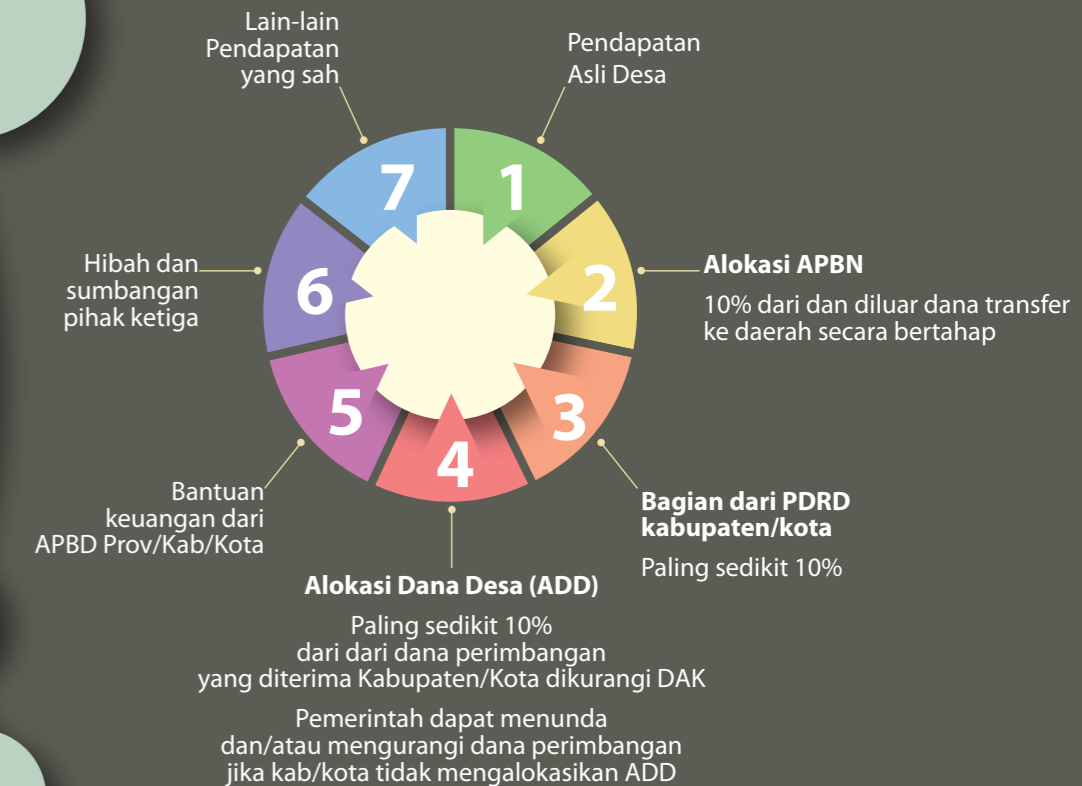 Lain-lain
Pendapatan
yang sah
Pendapatan
Asli Desa
7
1
6
2
5
3
4
Hibah dan
sumbangan
pihak ketiga
Alokasi APBN
10% dari dan diluar dana transfer
ke daerah secara bertahap
Bantuan
keuangan dari
APBD Prov/Kab/Kota
Bagian dari PDRD
kabupaten/kota
Paling sedikit 10%
Alokasi Dana Desa (ADD)
Paling sedikit 10%
dari dari dana perimbangan
yang diterima Kabupaten/Kota dikurangi DAK
Pemerintah dapat menunda
dan/atau mengurangi dana perimbangan
jika kab/kota tidak mengalokasikan ADD